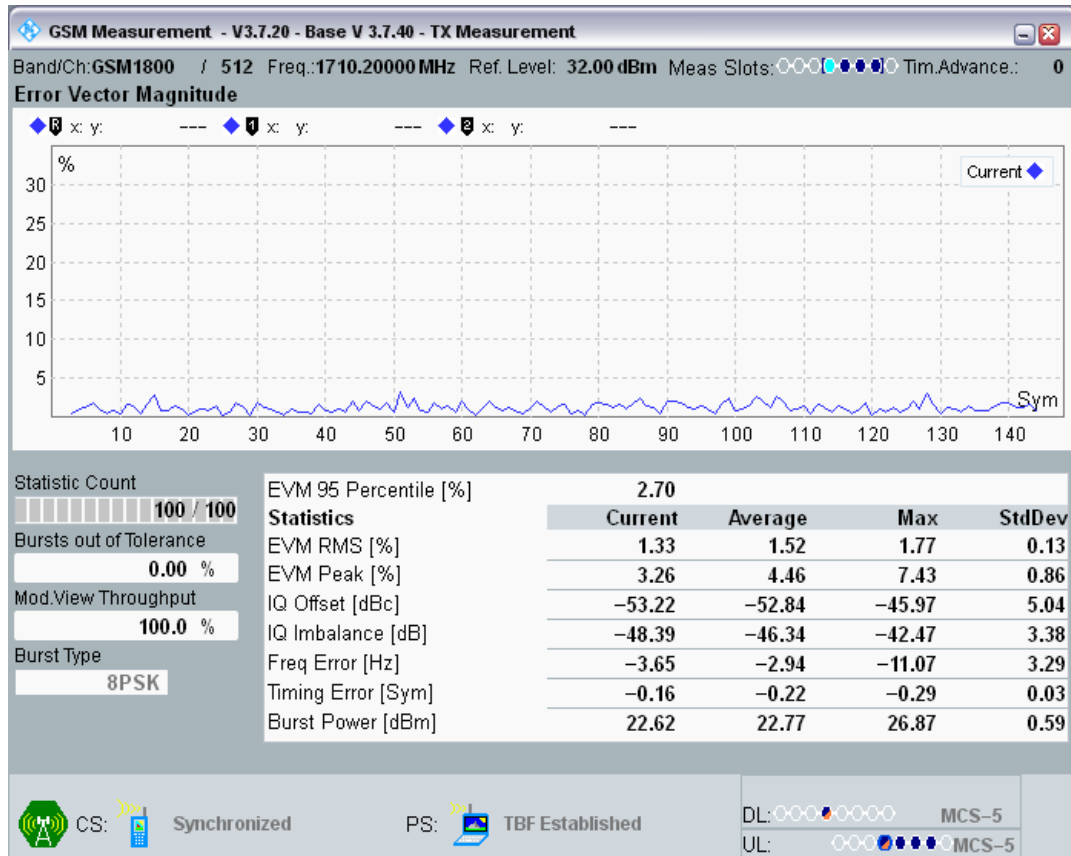 GSM Measurement - V3.7.20 - Base V 3.7.40 - TX Measurement
Band/Ch:GSM1800 / 512 Freq.:1710.20000 MHz Ref. Level: 32.00 dBm Meas Slots: Tim.Advance.: 0
Error Vector Magnitude
R x: y: --- 1 x: y: --- 2 x: y: ---
%
Current
30
25
20
15
10
5
Sym
10 20 30 40 50 60 70 80 90 100 110 120 130 140
Statistic Count
100 / 100
Bursts out of Tolerance
0.00 %
Mod.View Throughput
100.0 %
Burst Type
8PSK
EVM 95 Percentile [%] 2.70
Statistics Current Average Max StdDev
EVM RMS [%] 1.33 1.52 1.77 0.13
EVM Peak [%] 3.26 4.46 7.43 0.86
IQ Offset [dBc] −53.22 −52.84 −45.97 5.04
IQ Imbalance [dB] −48.39 −46.34 −42.47 3.38
Freq Error [Hz] −3.65 −2.94 −11.07 3.29
Timing Error [Sym] −0.16 −0.22 −0.29 0.03
Burst Power [dBm] 22.62 22.77 26.87 0.59
CS: Synchronized PS: TBF Established
DL: MCS−5
UL: MCS−5